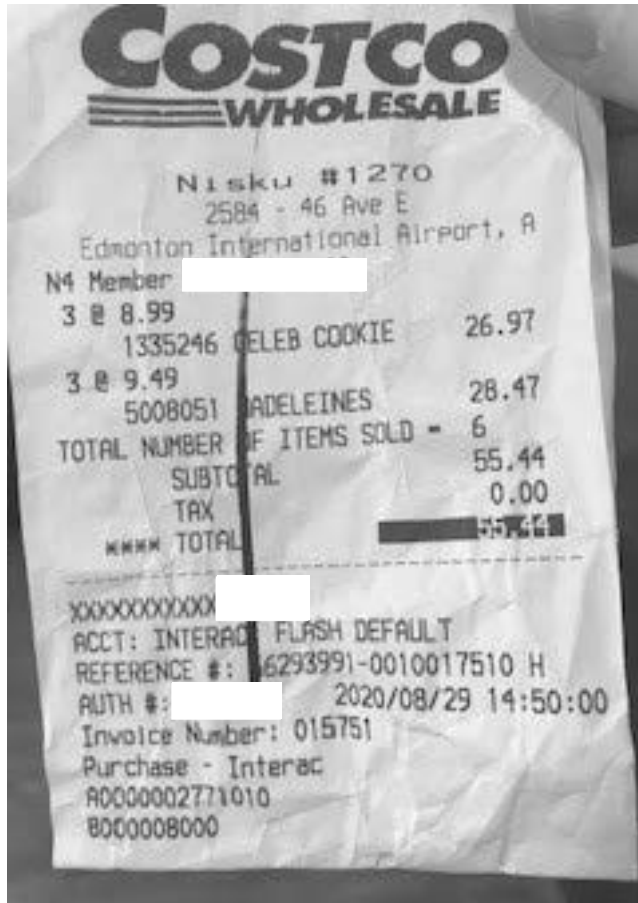 COSTCO
WHOLESALE
Nisku #1270
2584 - 46 Ave E
Edmonton International Airport, A
N4 Member
3 @ 8.99
1335246 CELEB COOKIE 26.97
3 @ 9.49
5008051 MADELEINES 28.47
TOTAL NUMBER OF ITEMS SOLD = 6
SUBTOTAL 55.44
TAX 0.00
**** TOTAL 55.44
XXXXXXXXXXXX
ACCT: INTERAC FLASH DEFAULT
REFERENCE #: 6293991-0010017510 H
AUTH #: 2020/08/29 14:50:00
Invoice Number: 015751
Purchase - Interac
A0000002771010
8000008000